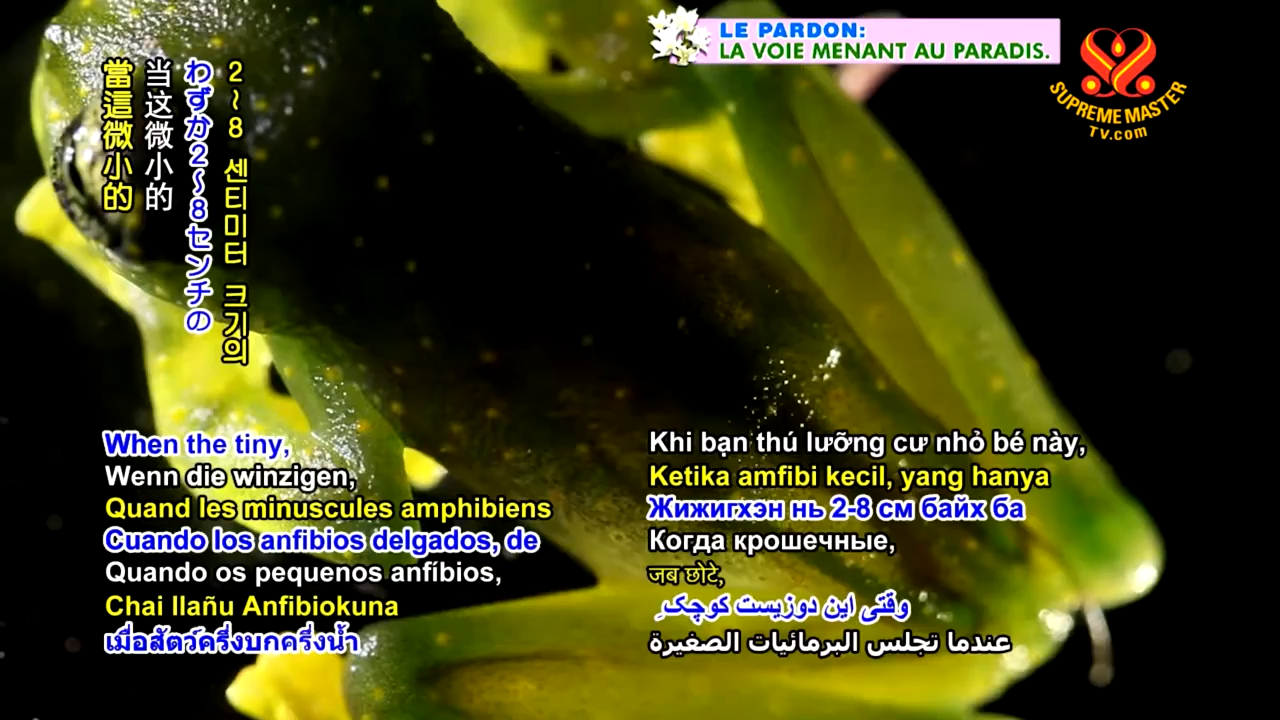 LE PARDON:
LA VOIE MENANT AU PARADIS.
SUPREME MASTER
TV.com
2~8 센티미터 크기의
わずか2~8センチの
当这微小的
當這微小的
When the tiny,
Wenn die winzigen,
Quand les minuscules amphibiens
Cuando los anfibios delgados, de
Quando os pequenos anfíbios,
Chai llañu Anfibiokuna
เมื่อสัตว์ครึ่งบกครึ่งน้ำ
Khi bạn thú lưỡng cư nhỏ bé này,
Ketika amfibi kecil, yang hanya
Жижигхэн нь 2-8 см байх ба
Когда крошечные,
जब छोटे,
وقتی این دوزیست کوچکِ
عندما تجلس البرمائيات الصغيرة